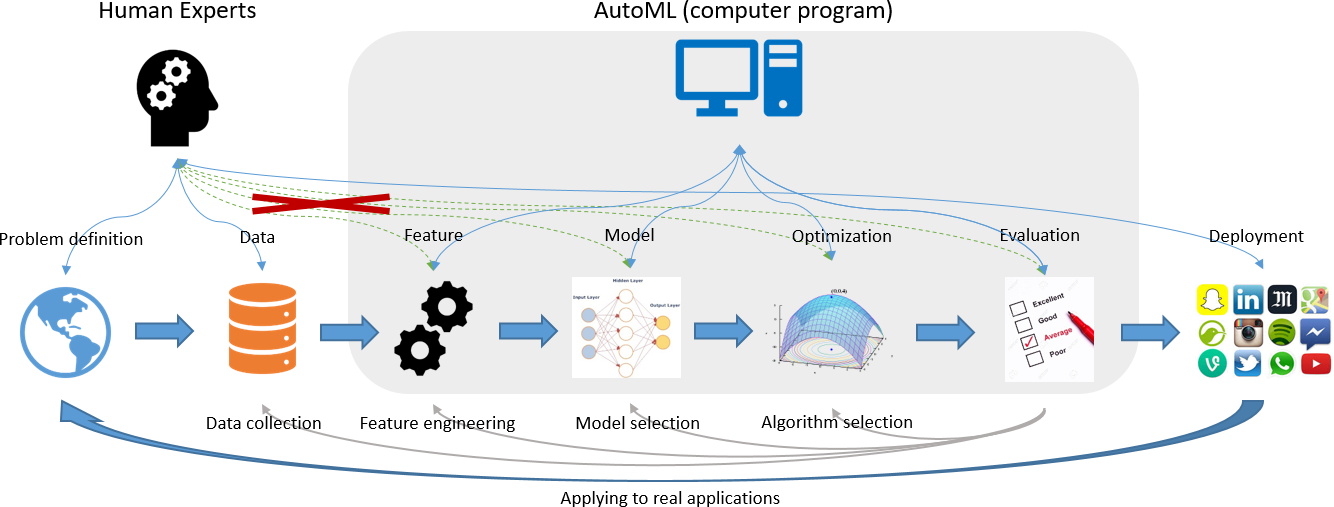 Human Experts
AutoML (computer program)
Problem definition
Data
Feature
Model
Optimization
Evaluation
Deployment
Hidden Layer
Input Layer
Output Layer
(0,0,4)
Excellent
Good
Average
Poor
in
Data collection
Feature engineering
Model selection
Algorithm selection
Applying to real applications